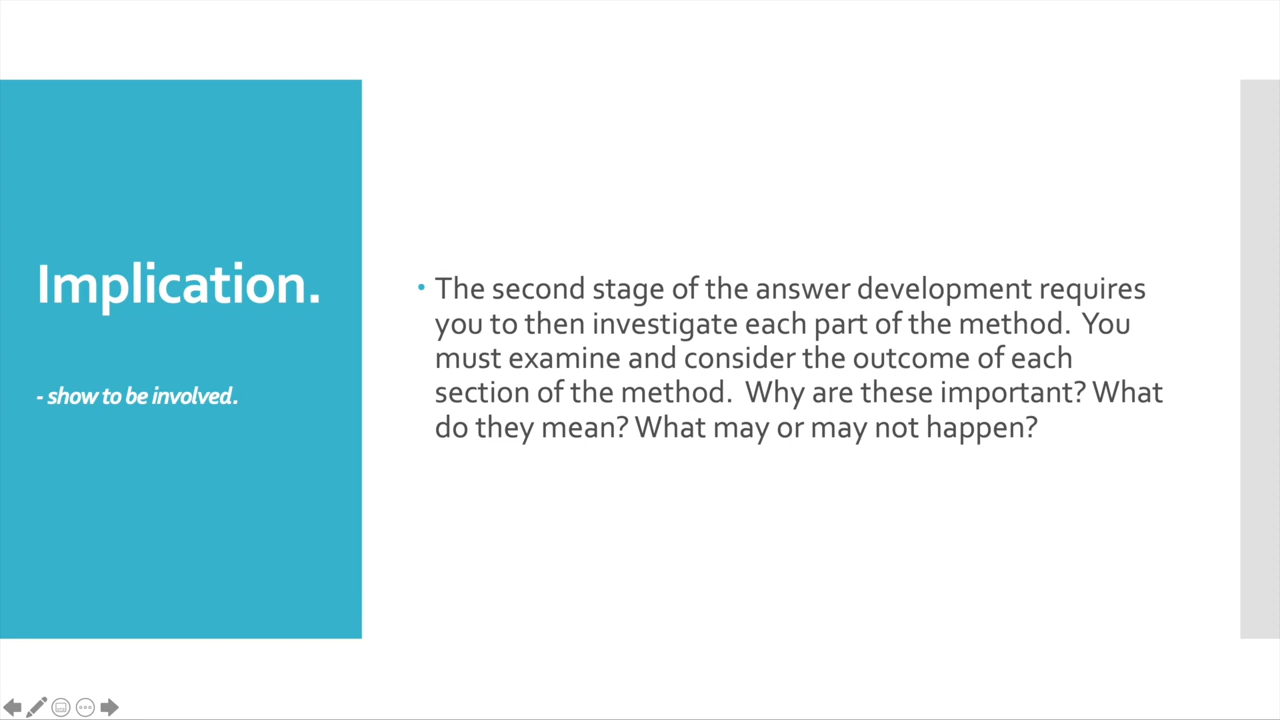 Implication.
- show to be involved.
• The second stage of the answer development requires
you to then investigate each part of the method.  You
must examine and consider the outcome of each
section of the method.  Why are these important? What
do they mean? What may or may not happen?